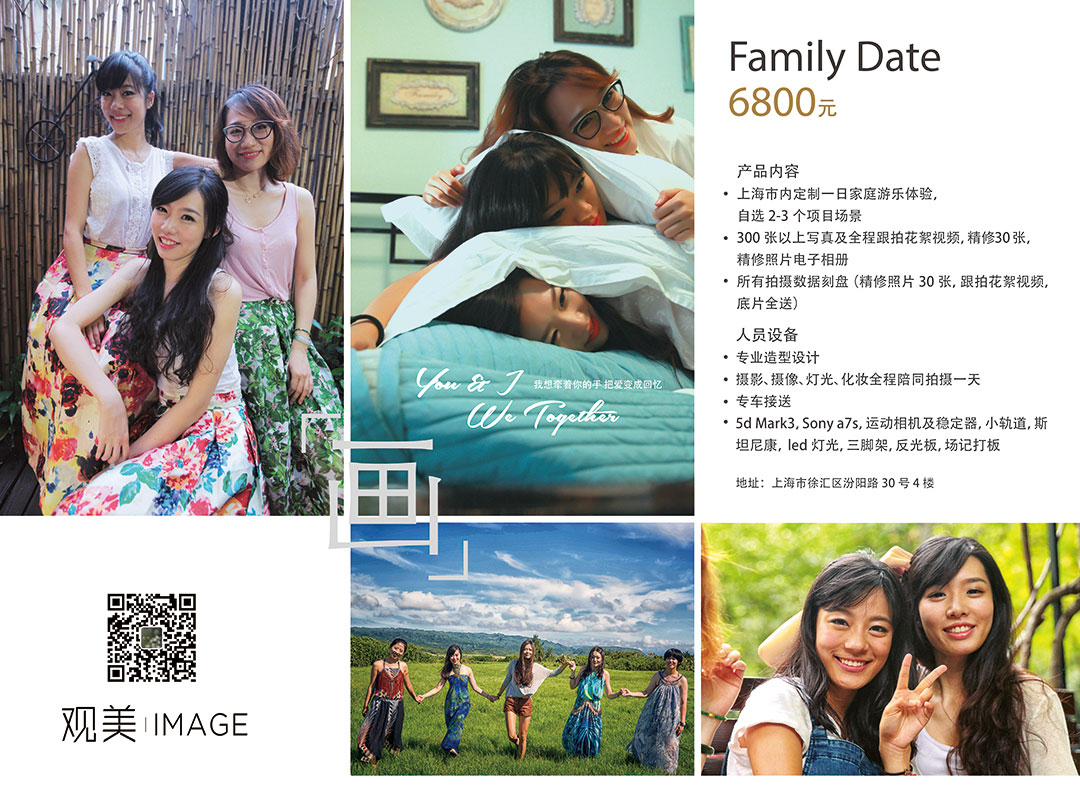 Family Date
6800元
产品内容
• 上海市内定制一日家庭游乐体验,
自选 2-3 个项目场景
• 300 张以上写真及全程跟拍花絮视频, 精修30张,
精修照片电子相册
• 所有拍摄数据刻盘 (精修照片 30 张, 跟拍花絮视频,
底片全送)
人员设备
• 专业造型设计
• 摄影、摄像、灯光、化妆全程陪同拍摄一天
• 专车接送
• 5d Mark3, Sony a7s, 运动相机及稳定器, 小轨道, 斯
坦尼康, led 灯光, 三脚架, 反光板, 场记打板
地址: 上海市徐汇区汾阳路 30 号 4 楼
Family
You & I 我想牵着你的手 把爱变成回忆
We Together
「画」
观美 | IMAGE